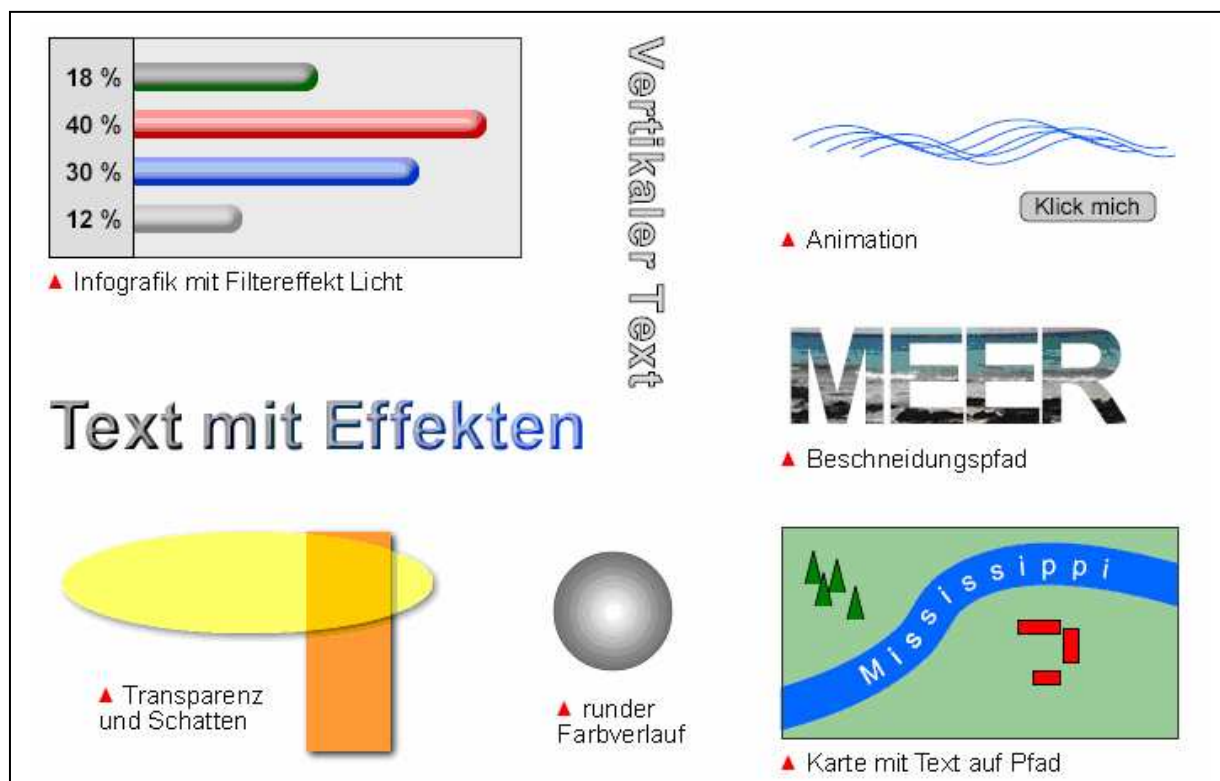 18 %
40 %
30 %
12 %
▲ Infografik mit Filtereffekt Licht
Vertikaler Text
Klick mich
▲ Animation
Text mit Effekten
MEER
▲ Beschneidungspfad
▲ Transparenz
und Schatten
▲ runder
Farbverlauf
Mississippi
▲ Karte mit Text auf Pfad